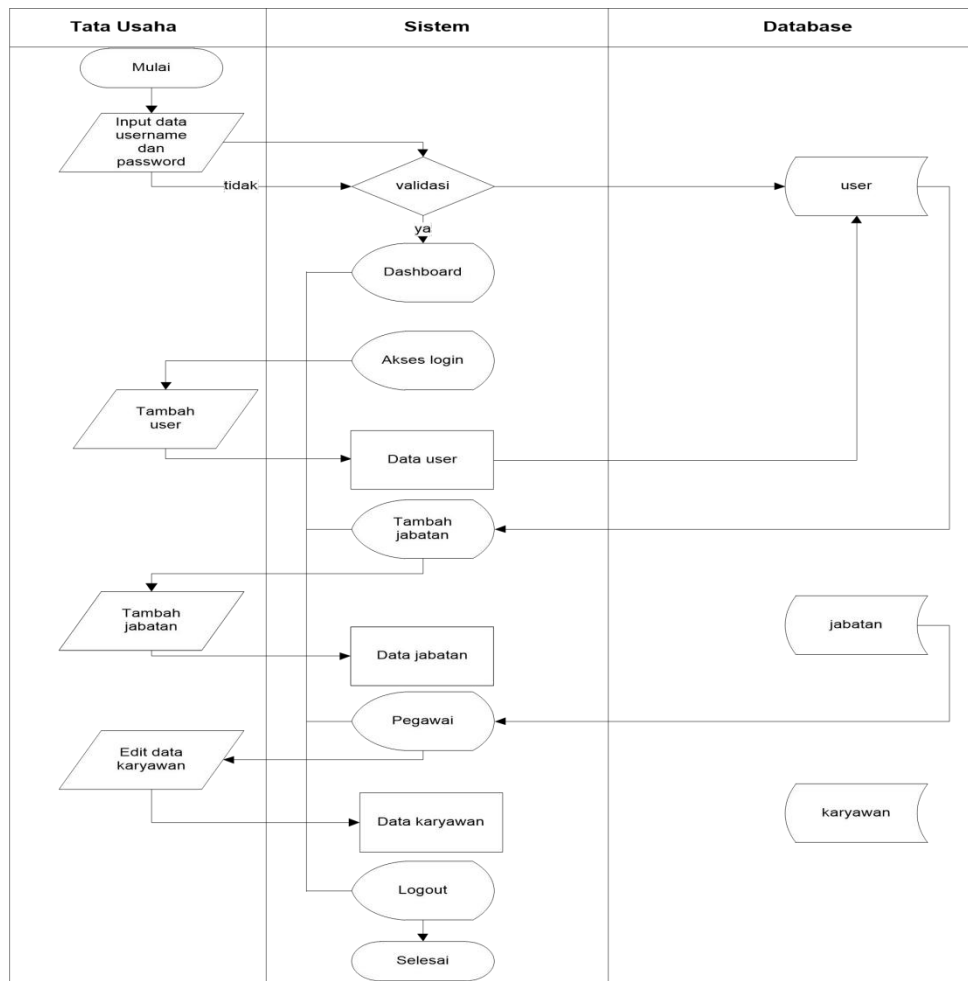 Tata Usaha
Sistem
Database
Mulai
Input data
username
dan
password
tidak
validasi
user
ya
Dashboard
Akses login
Tambah
user
Data user
Tambah
jabatan
Tambah
jabatan
jabatan
Data jabatan
Pegawai
Edit data
karyawan
Data karyawan
karyawan
Logout
Selesai